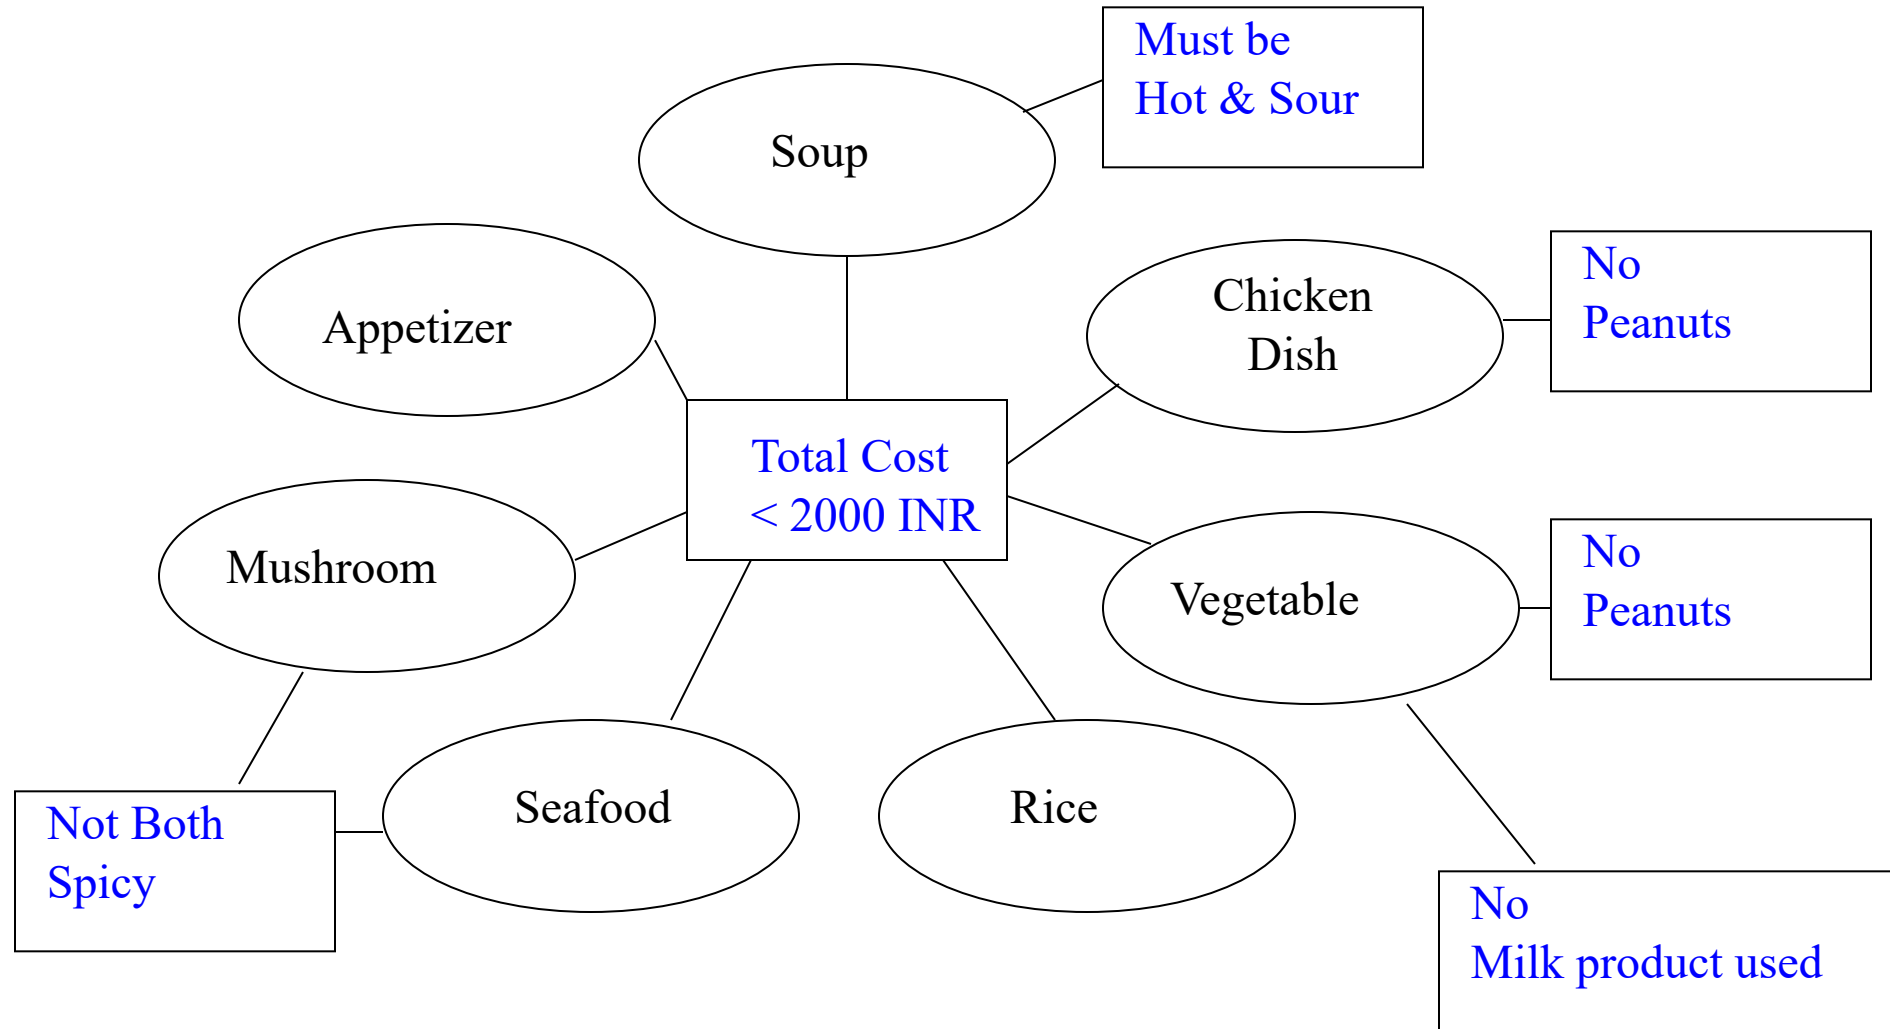 Must be
Hot & Sour
Soup
No
Peanuts
Chicken
Dish
Appetizer
Total Cost
< 2000 INR
No
Peanuts
Mushroom
Vegetable
Not Both
Spicy
Seafood
Rice
No
Milk product used